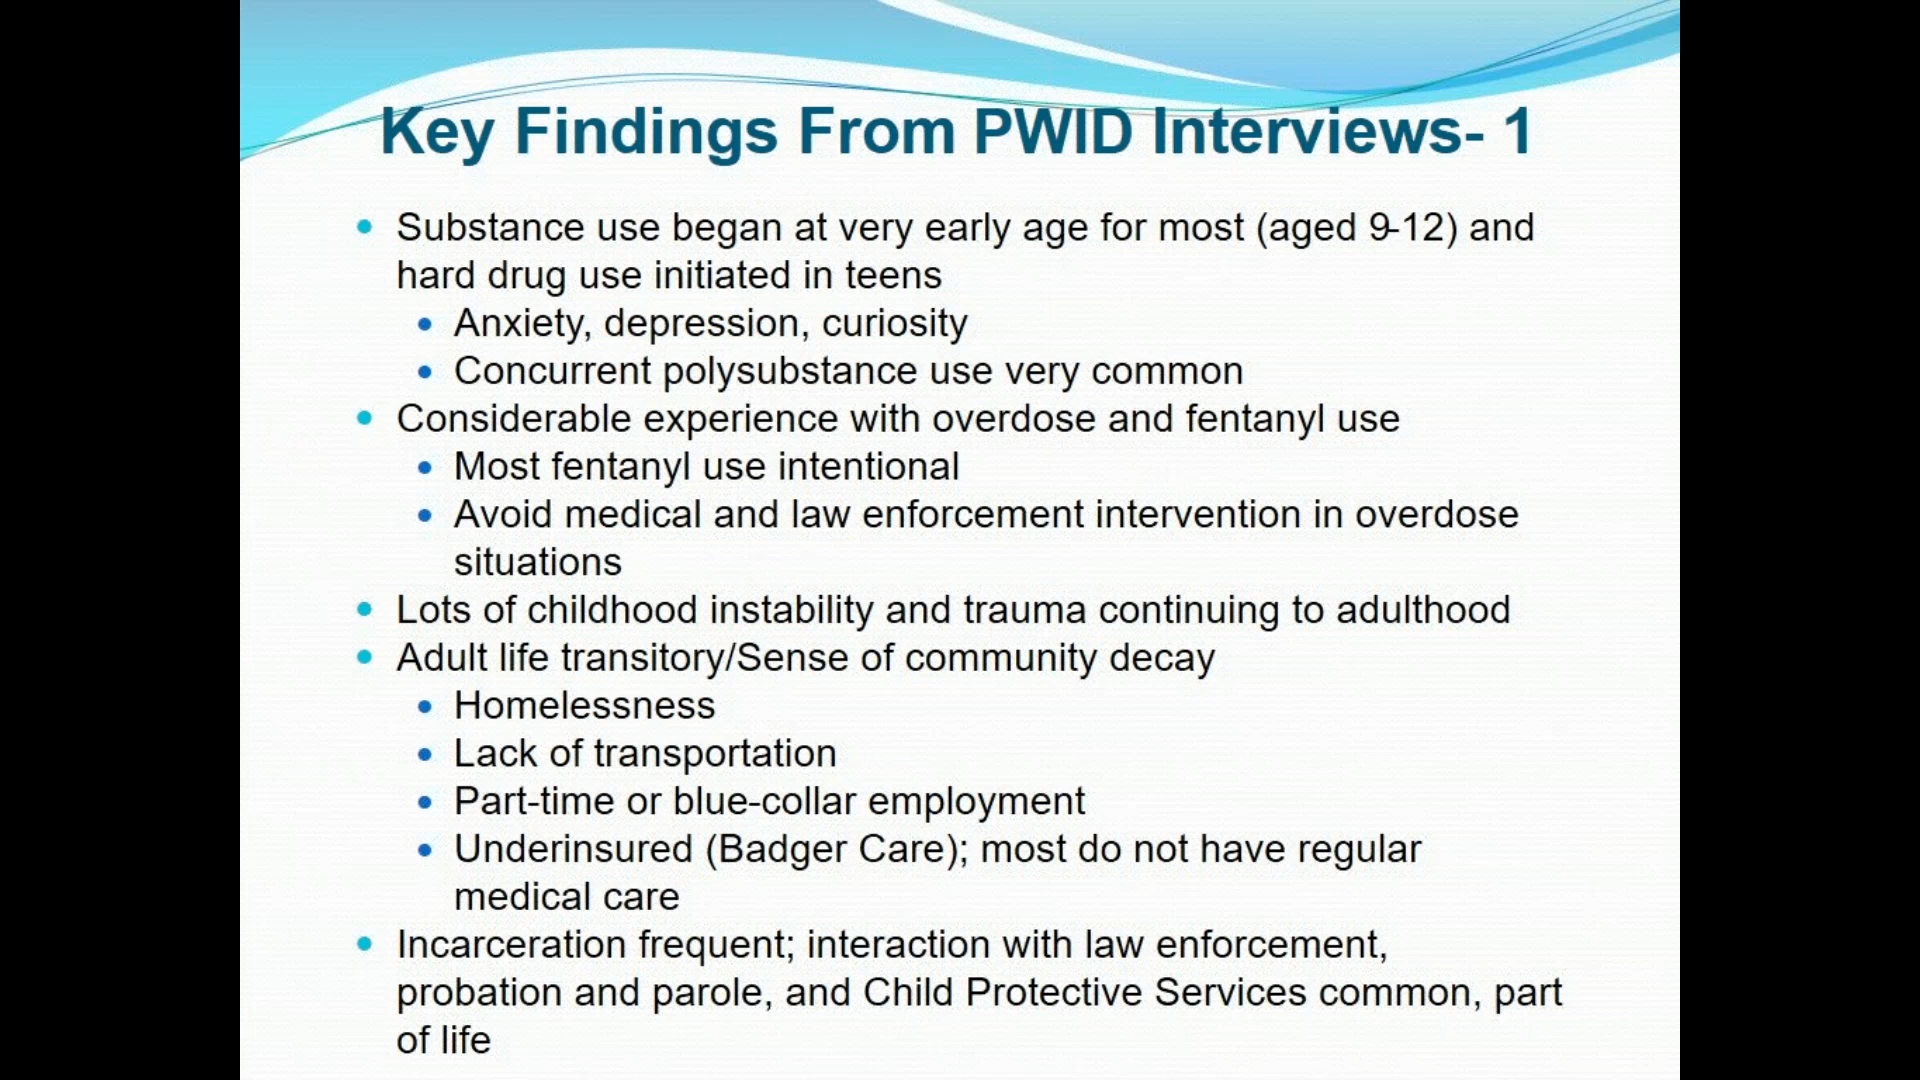 Key Findings From PWID Interviews- 1
• Substance use began at very early age for most (aged 9-12) and
hard drug use initiated in teens
• Anxiety, depression, curiosity
• Concurrent polysubstance use very common
• Considerable experience with overdose and fentanyl use
• Most fentanyl use intentional
• Avoid medical and law enforcement intervention in overdose
situations
• Lots of childhood instability and trauma continuing to adulthood
• Adult life transitory/Sense of community decay
• Homelessness
• Lack of transportation
• Part-time or blue-collar employment
• Underinsured (Badger Care); most do not have regular
medical care
• Incarceration frequent; interaction with law enforcement,
probation and parole, and Child Protective Services common, part
of life